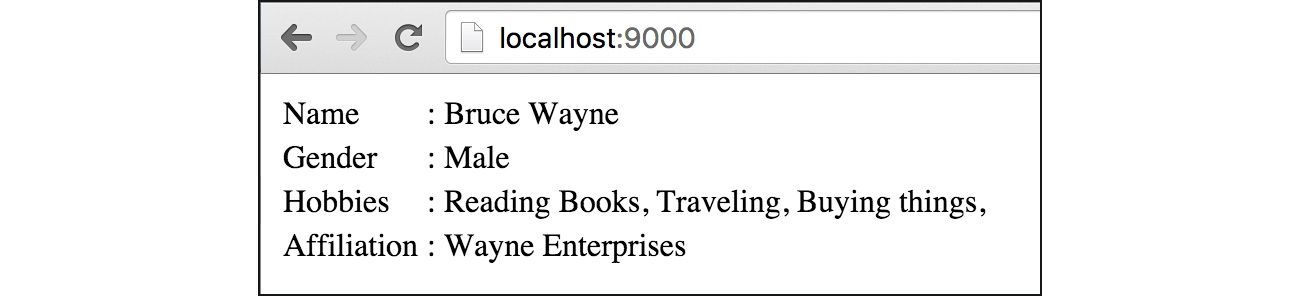 localhost:9000
Name : Bruce Wayne
Gender : Male
Hobbies : Reading Books, Traveling, Buying things,
Affiliation : Wayne Enterprises